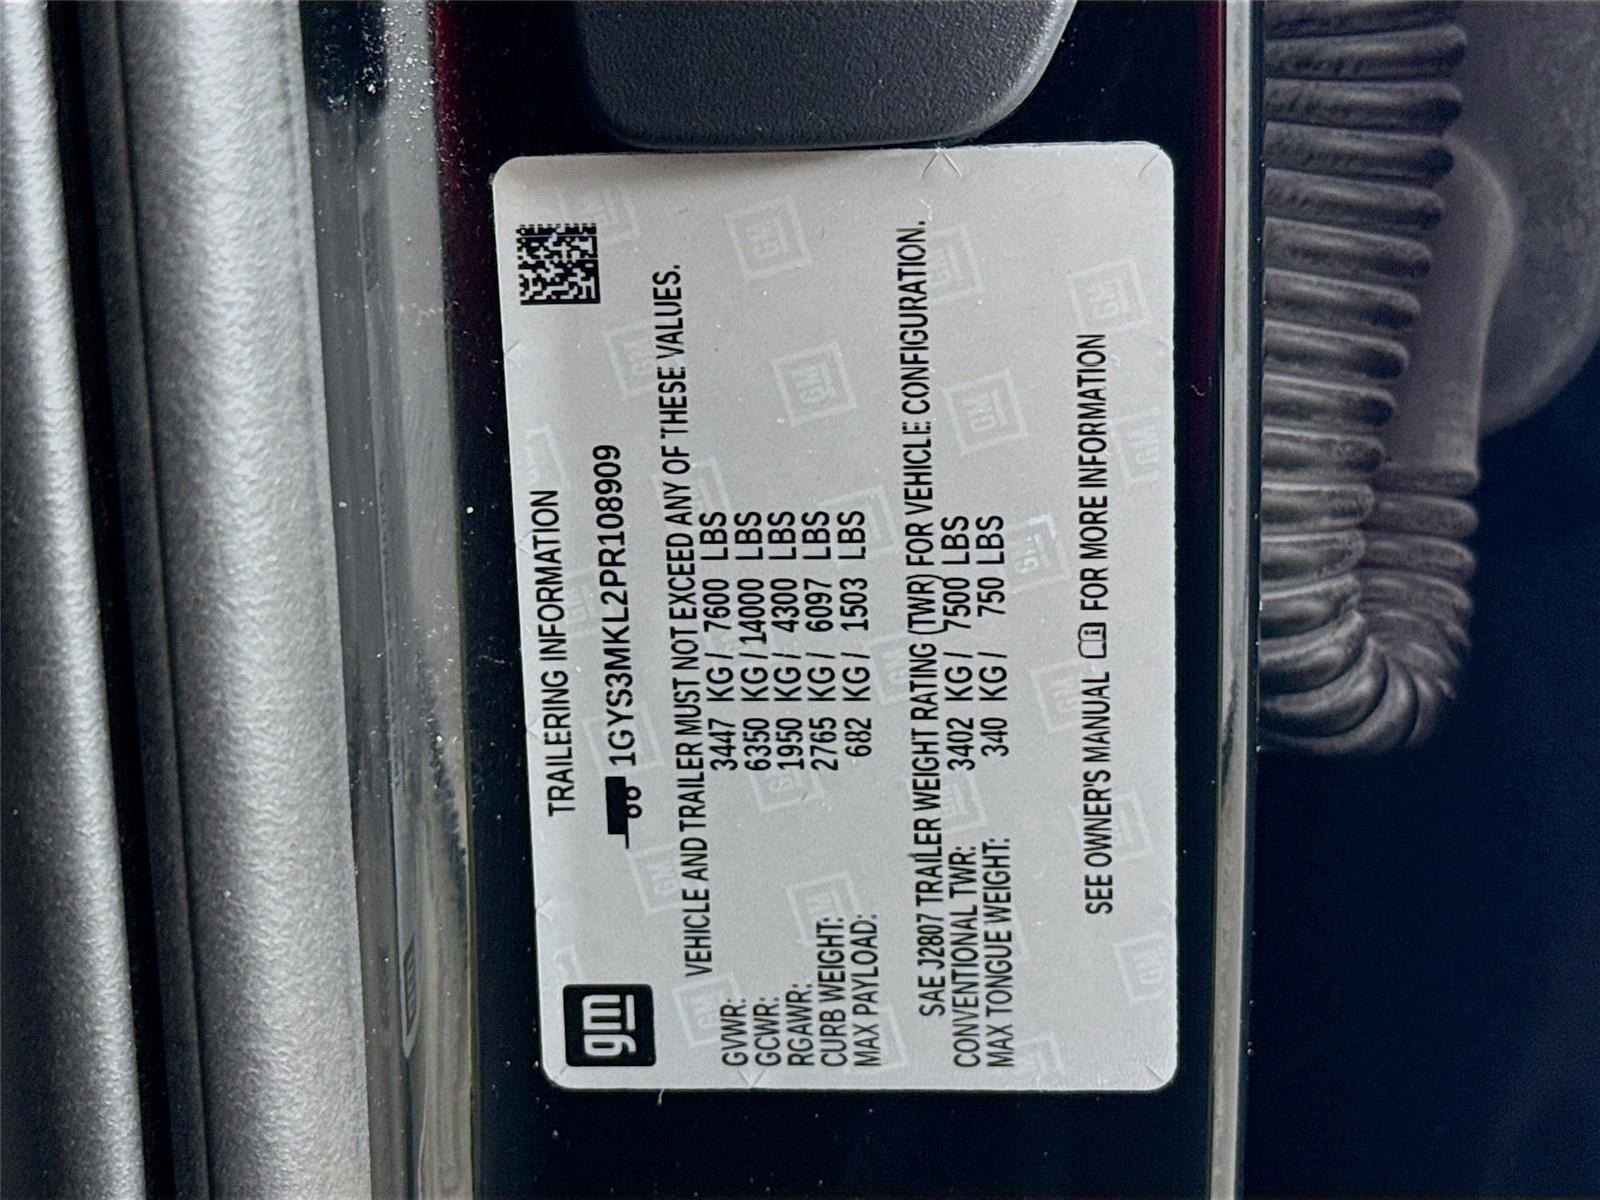 gm
TRAILERING INFORMATION
1GYS3MKL2PR108909
VEHICLE AND TRAILER MUST NOT EXCEED ANY OF THESE VALUES.
GVWR: 3447 KG / 7600 LBS
GCWR: 6350 KG / 14000 LBS
RGAWR: 1950 KG / 4300 LBS
CURB WEIGHT: 2765 KG / 6097 LBS
MAX PAYLOAD: 682 KG / 1503 LBS
SAE J2807 TRAILER WEIGHT RATING (TWR) FOR VEHICLE CONFIGURATION.
CONVENTIONAL TWR: 3402 KG / 7500 LBS
MAX TONGUE WEIGHT: 340 KG / 750 LBS
SEE OWNER'S MANUAL FOR MORE INFORMATION